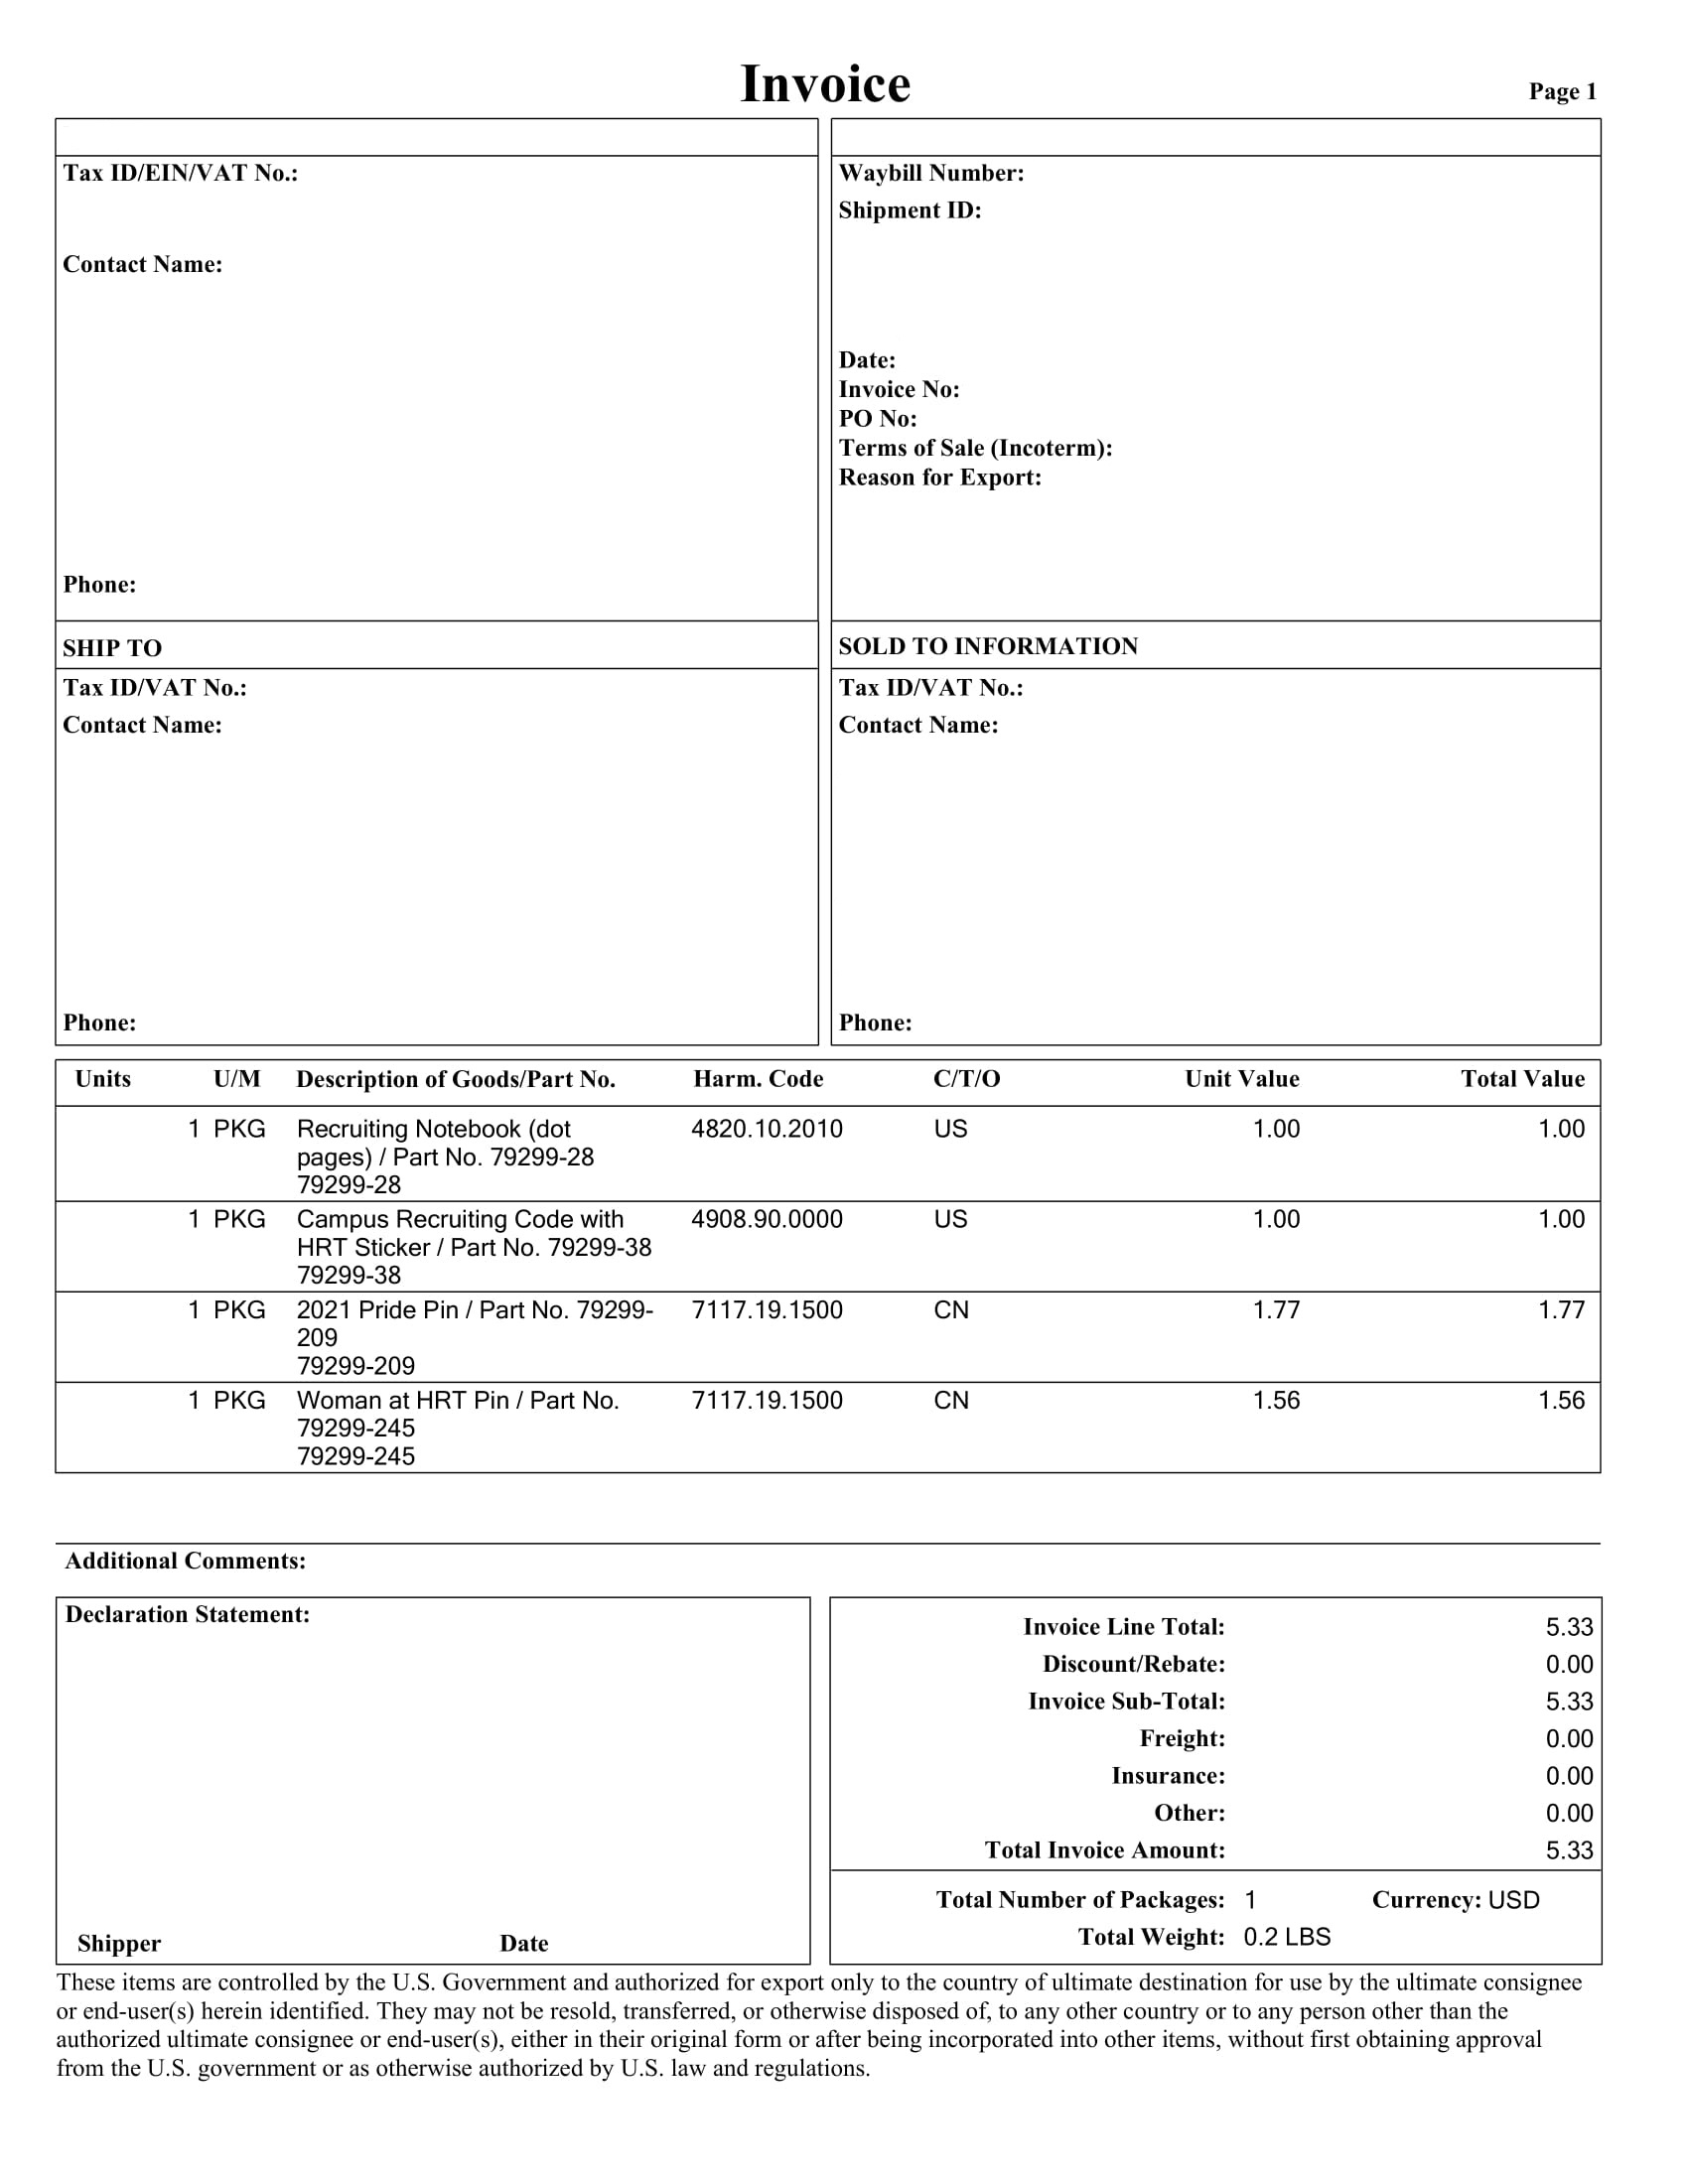 Invoice
Page 1
Tax ID/EIN/VAT No.:
Contact Name:
Phone:
Waybill Number:
Shipment ID:
Date:
Invoice No:
PO No:
Terms of Sale (Incoterm):
Reason for Export:
SHIP TO
Tax ID/VAT No.:
Contact Name:
Phone:
SOLD TO INFORMATION
Tax ID/VAT No.:
Contact Name:
Phone:
Units U/M Description of Goods/Part No. Harm. Code C/T/O Unit Value Total Value
1 PKG Recruiting Notebook (dot 4820.10.2010 US 1.00 1.00
pages) / Part No. 79299-28
79299-28
1 PKG Campus Recruiting Code with 4908.90.0000 US 1.00 1.00
HRT Sticker / Part No. 79299-38
79299-38
1 PKG 2021 Pride Pin / Part No. 79299- 7117.19.1500 CN 1.77 1.77
209
79299-209
1 PKG Woman at HRT Pin / Part No. 7117.19.1500 CN 1.56 1.56
79299-245
79299-245
Additional Comments:
Declaration Statement:
Shipper Date
Invoice Line Total: 5.33
Discount/Rebate: 0.00
Invoice Sub-Total: 5.33
Freight: 0.00
Insurance: 0.00
Other: 0.00
Total Invoice Amount: 5.33
Total Number of Packages: 1 Currency: USD
Total Weight: 0.2 LBS
These items are controlled by the U.S. Government and authorized for export only to the country of ultimate destination for use by the ultimate consignee
or end-user(s) herein identified. They may not be resold, transferred, or otherwise disposed of, to any other country or to any person other than the
authorized ultimate consignee or end-user(s), either in their original form or after being incorporated into other items, without first obtaining approval
from the U.S. government or as otherwise authorized by U.S. law and regulations.